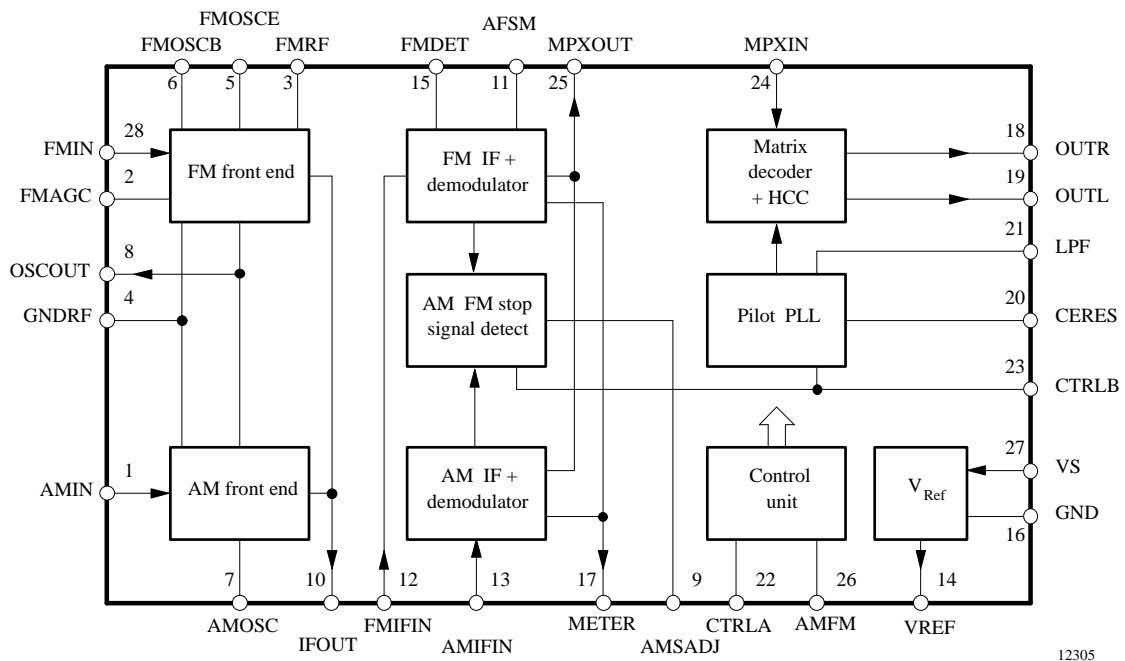 FMOSCE
AFSM
FMOSCB
FMRF
FMDET
MPXOUT
MPXIN
6
5
3
15
11
25
24
28
18
FMIN
FM front end
FM IF +
demodulator
Matrix
decoder
+ HCC
OUTR
2
19
FMAGC
OUTL
21
8
LPF
OSCOUT
4
AM FM stop
signal detect
Pilot PLL
20
GNDRF
CERES
23
CTRLB
1
27
AMIN
AM front end
AM IF +
demodulator
Control
unit
VRef
VS
GND
16
7
10
12
13
17
9
22
26
14
AMOSC
IFOUT
FMIFIN
AMIFIN
METER
AMSADJ
CTRLA
AMFM
VREF
12305